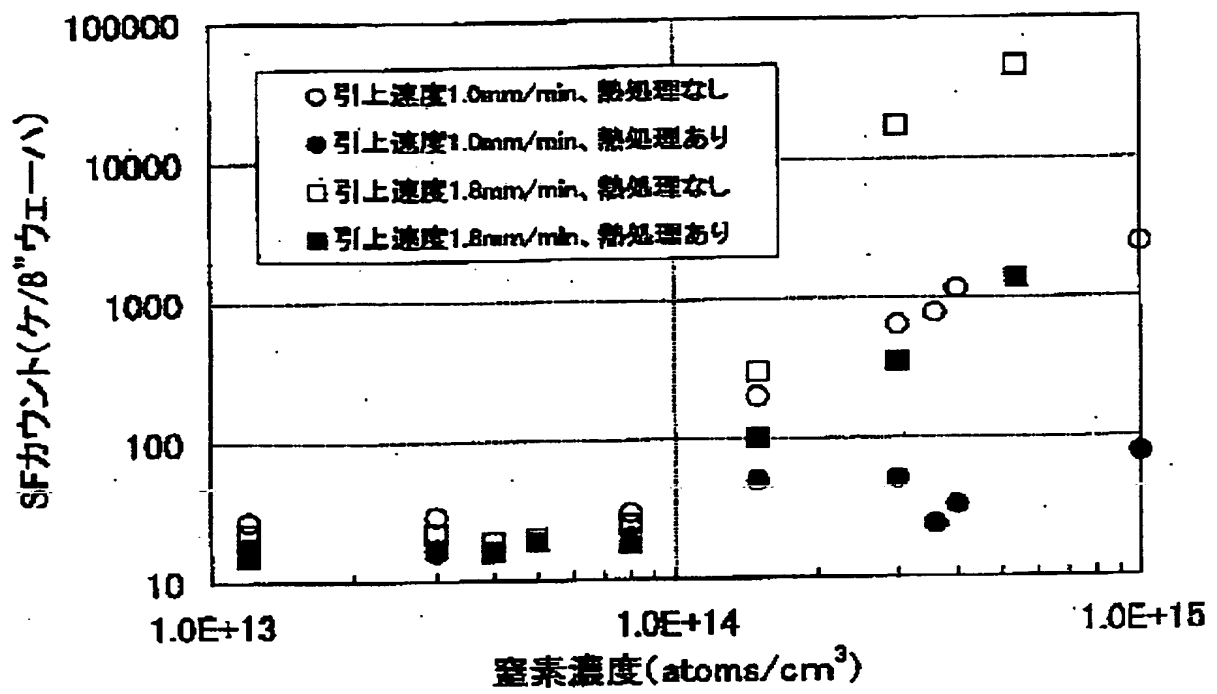 100000
10000
1000
100
10
SFカウント(ケ/8"ウェーハ)
○引上速度1.0mm/min、熱処理なし
●引上速度1.0mm/min、熱処理あり
□引上速度1.8mm/min、熱処理なし
■引上速度1.8mm/min、熱処理あり
1.0E+13
1.0E+14
1.0E+15
窒素濃度(atoms/cm³)